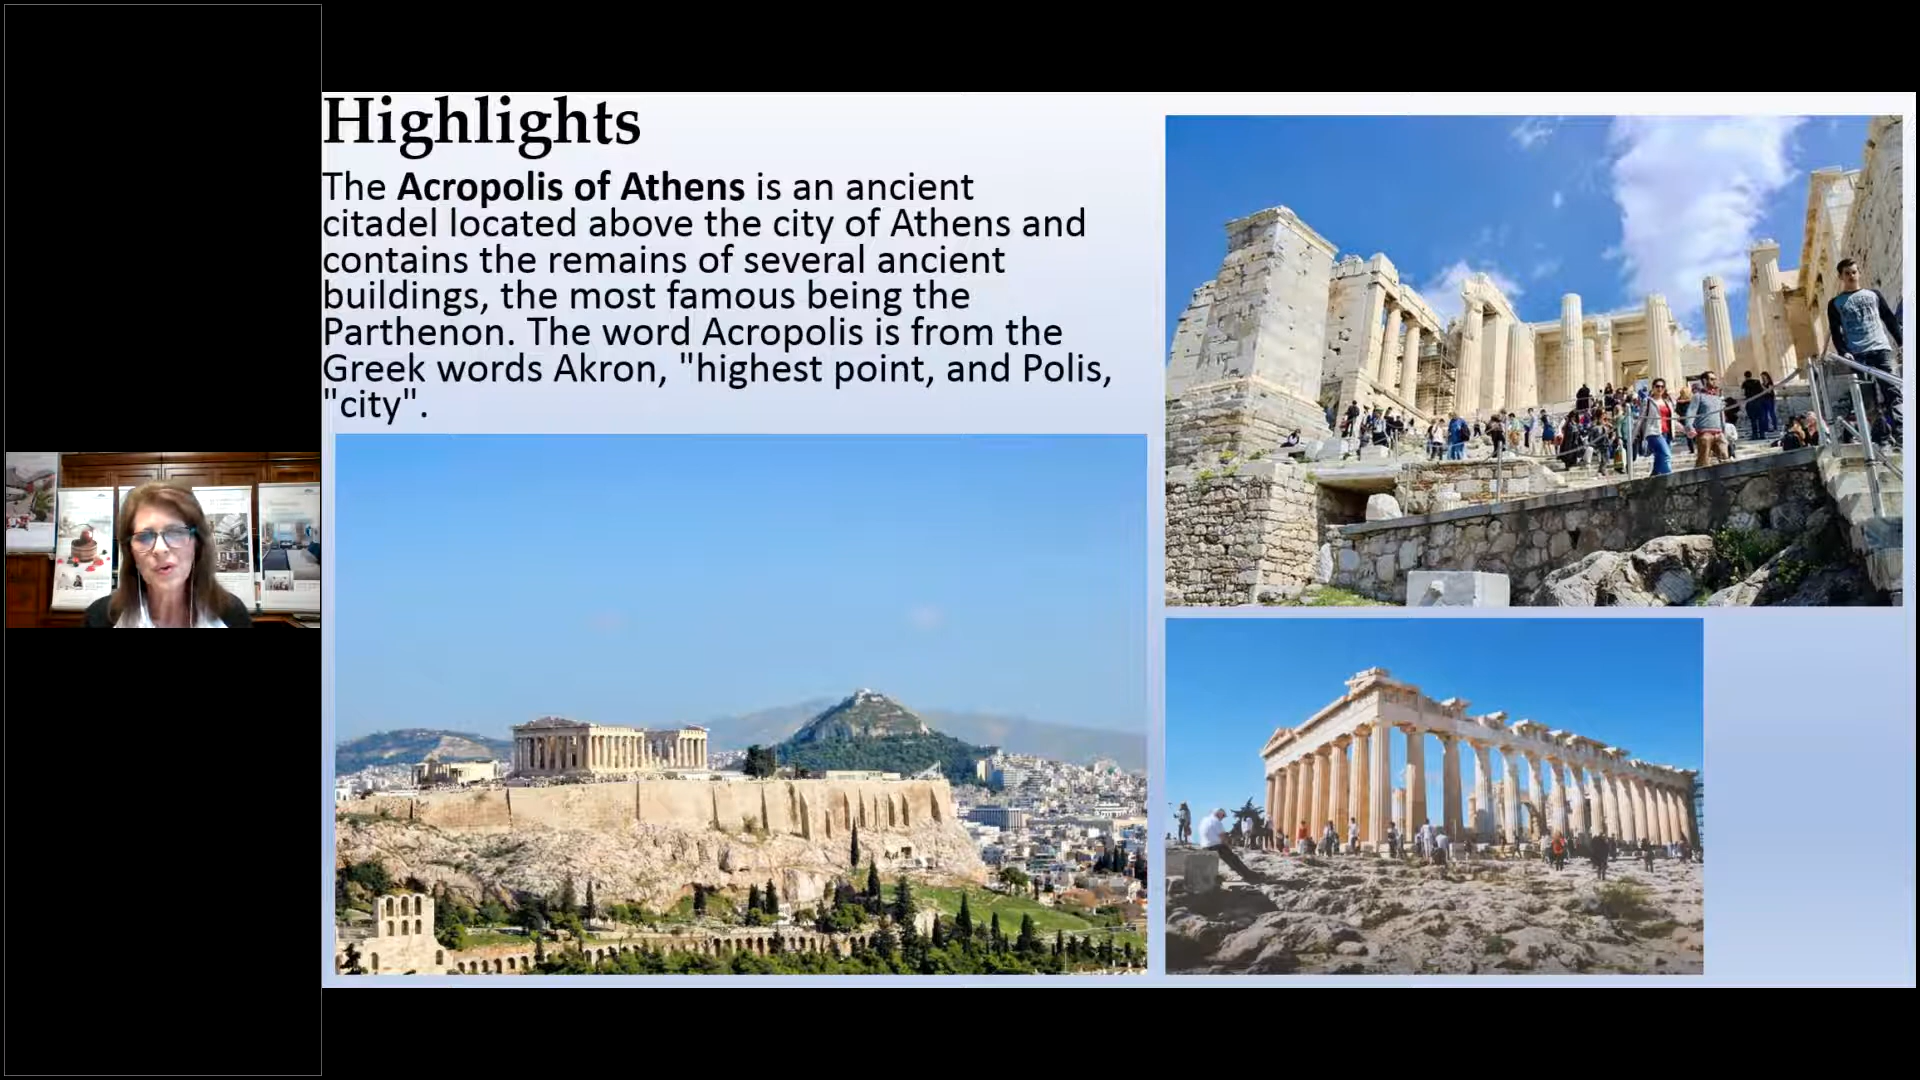 Highlights
The Acropolis of Athens is an ancient
citadel located above the city of Athens and
contains the remains of several ancient
buildings, the most famous being the
Parthenon. The word Acropolis is from the
Greek words Akron, "highest point, and Polis,
"city".